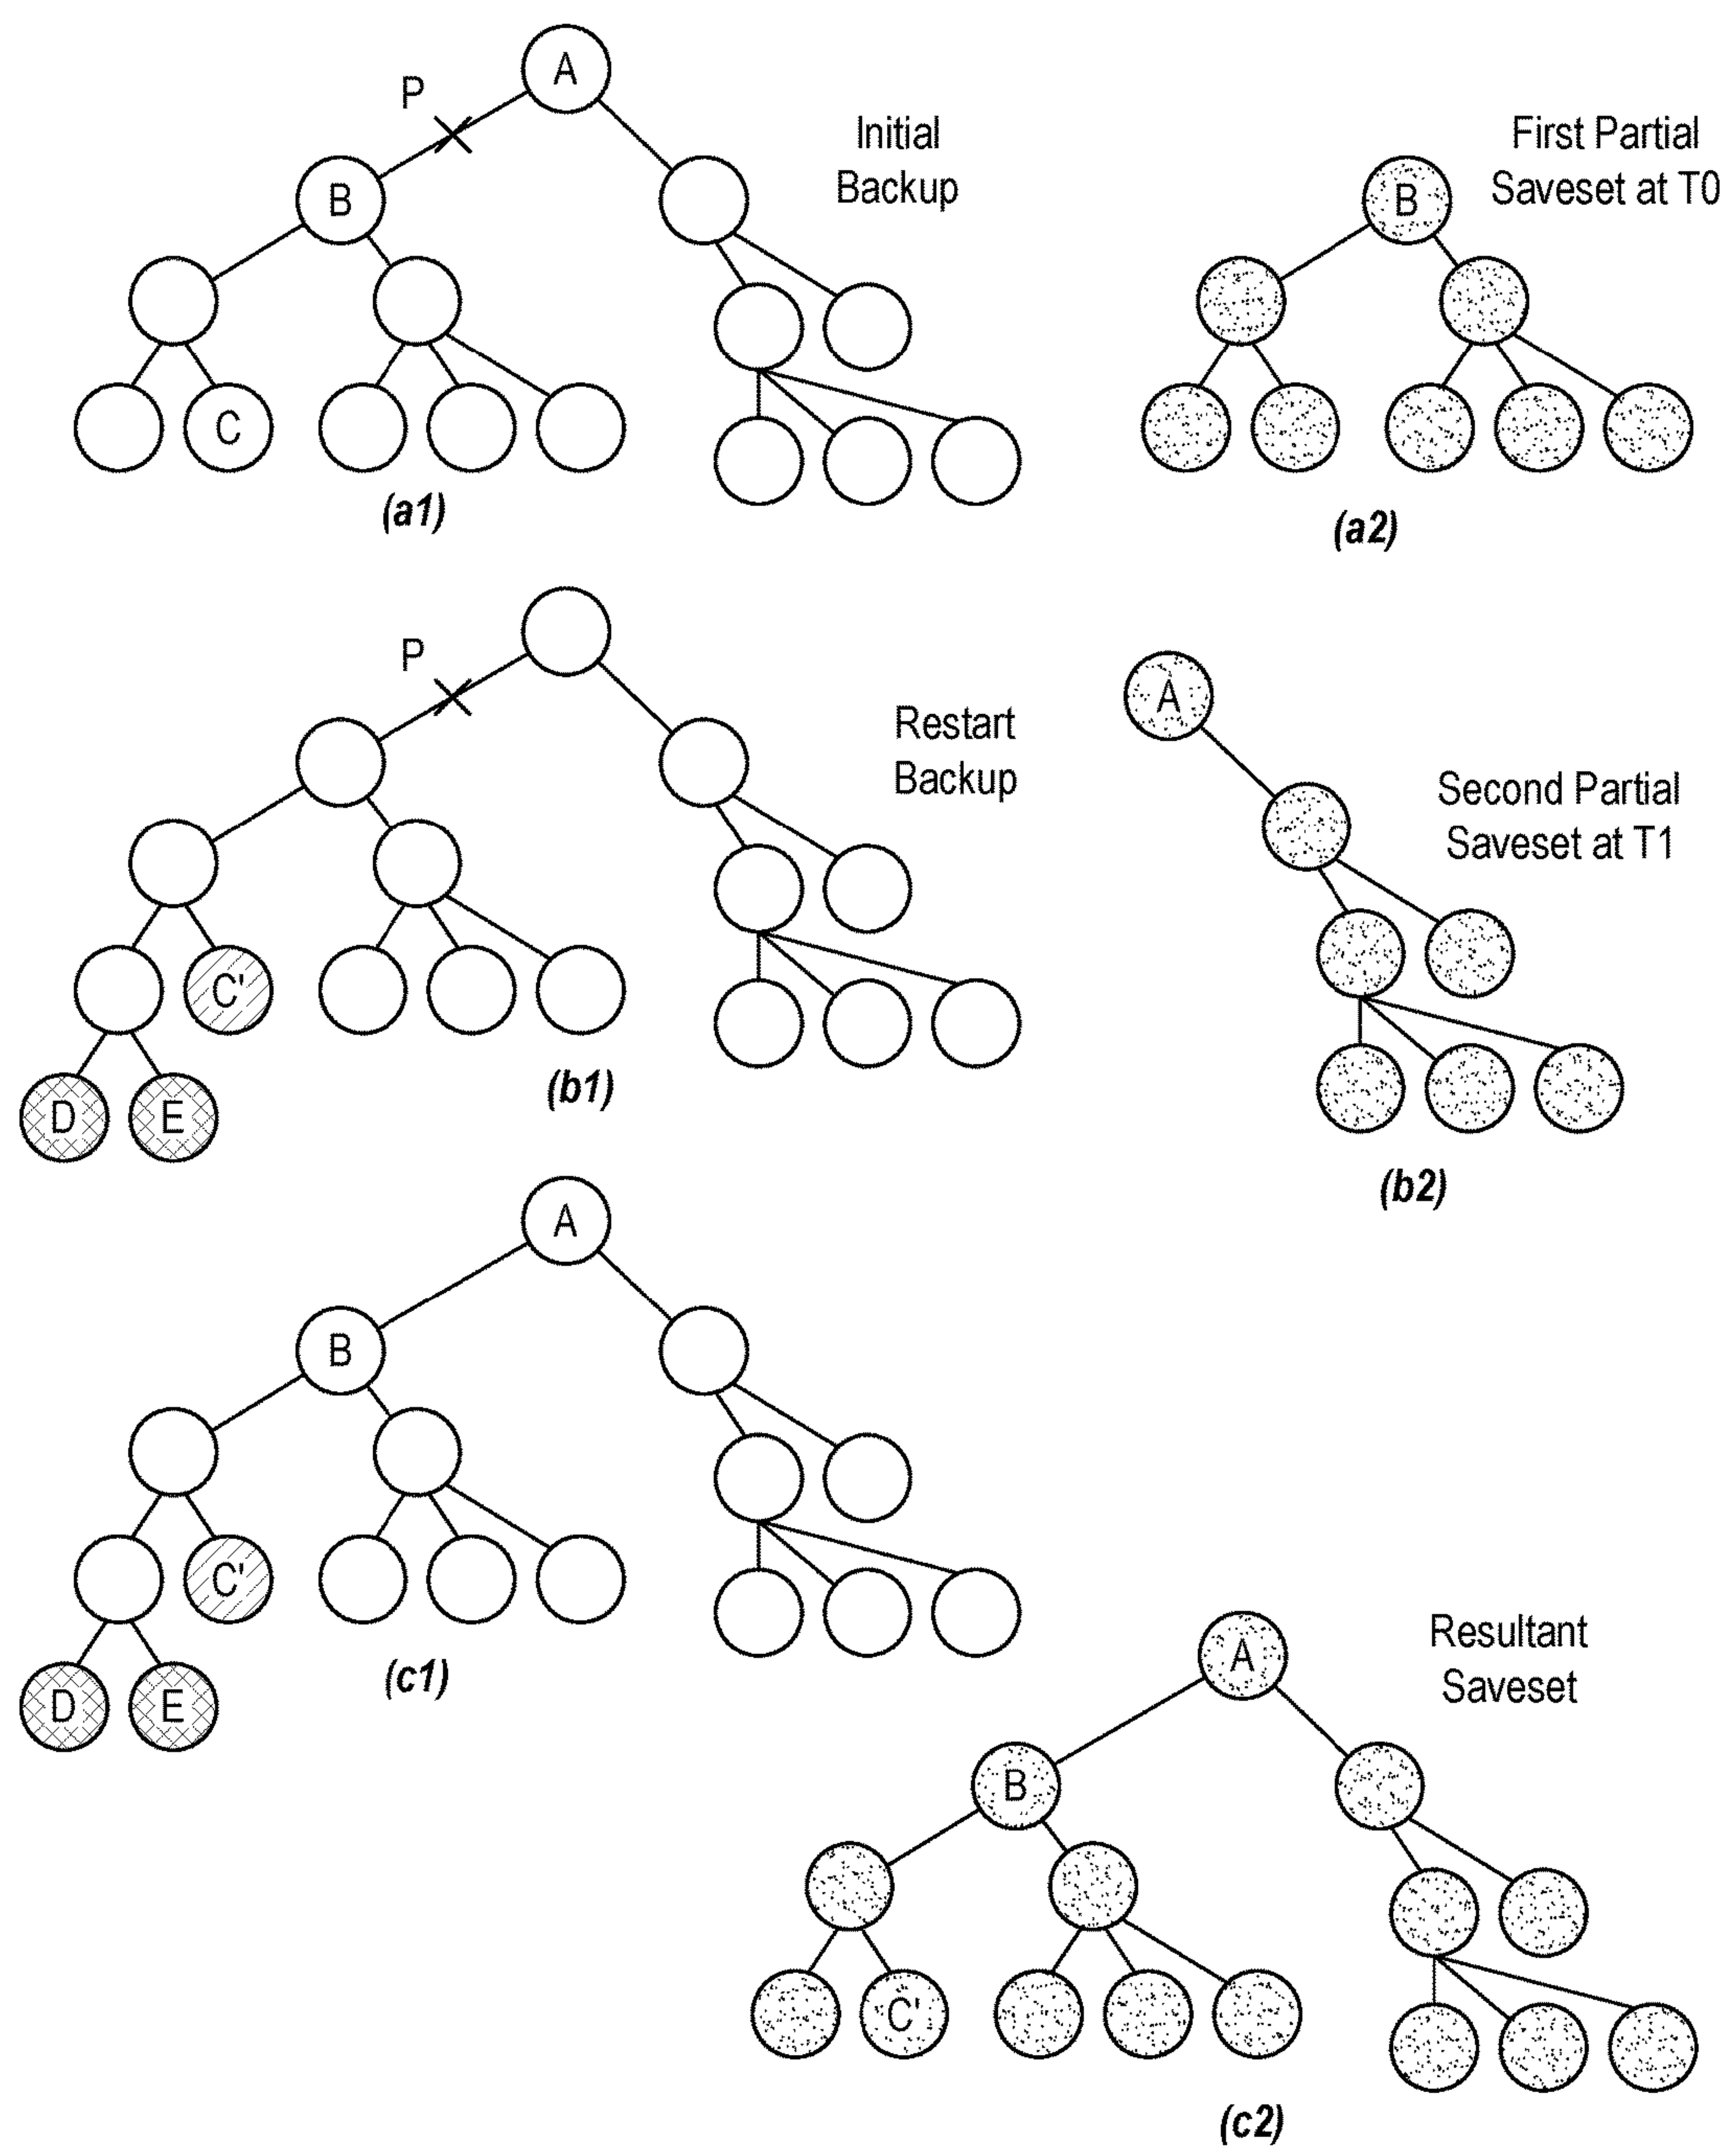 A
P
Initial
Backup
B
C
(a1)
First Partial
Saveset at T0
B
(a2)
P
Restart
Backup
C'
D
E
(b1)
A
Second Partial
Saveset at T1
(b2)
A
B
C'
D
E
(c1)
Resultant
Saveset
A
B
C'
(c2)